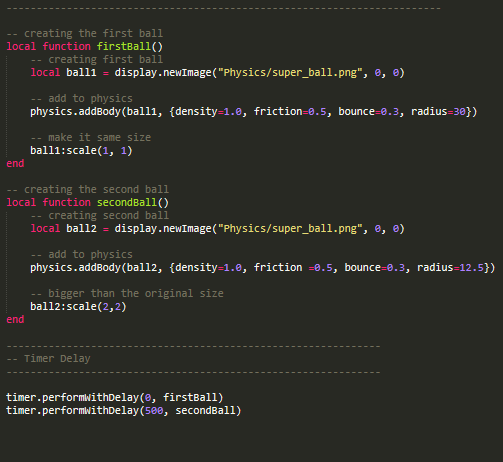 -----------------------------------------------------------------------
-- creating the first ball
local function firstBall()
    -- creating first ball
    local ball1 = display.newImage("Physics/super_ball.png", 0, 0)
    -- add to physics
    physics.addBody(ball1, {density=1.0, friction=0.5, bounce=0.3, radius=30})
    -- make it same size
    ball1:scale(1, 1)
end
-- creating the second ball
local function secondBall()
    -- creating second ball
    local ball2 = display.newImage("Physics/super_ball.png", 0, 0)
    -- add to physics
    physics.addBody(ball2, {density=1.0, friction =0.5, bounce=0.3, radius=12.5})
    -- bigger than the original size
    ball2:scale(2,2)
end
--------------------------------------------------------------
-- Timer Delay
--------------------------------------------------------------
timer.performWithDelay(0, firstBall)
timer.performWithDelay(500, secondBall)